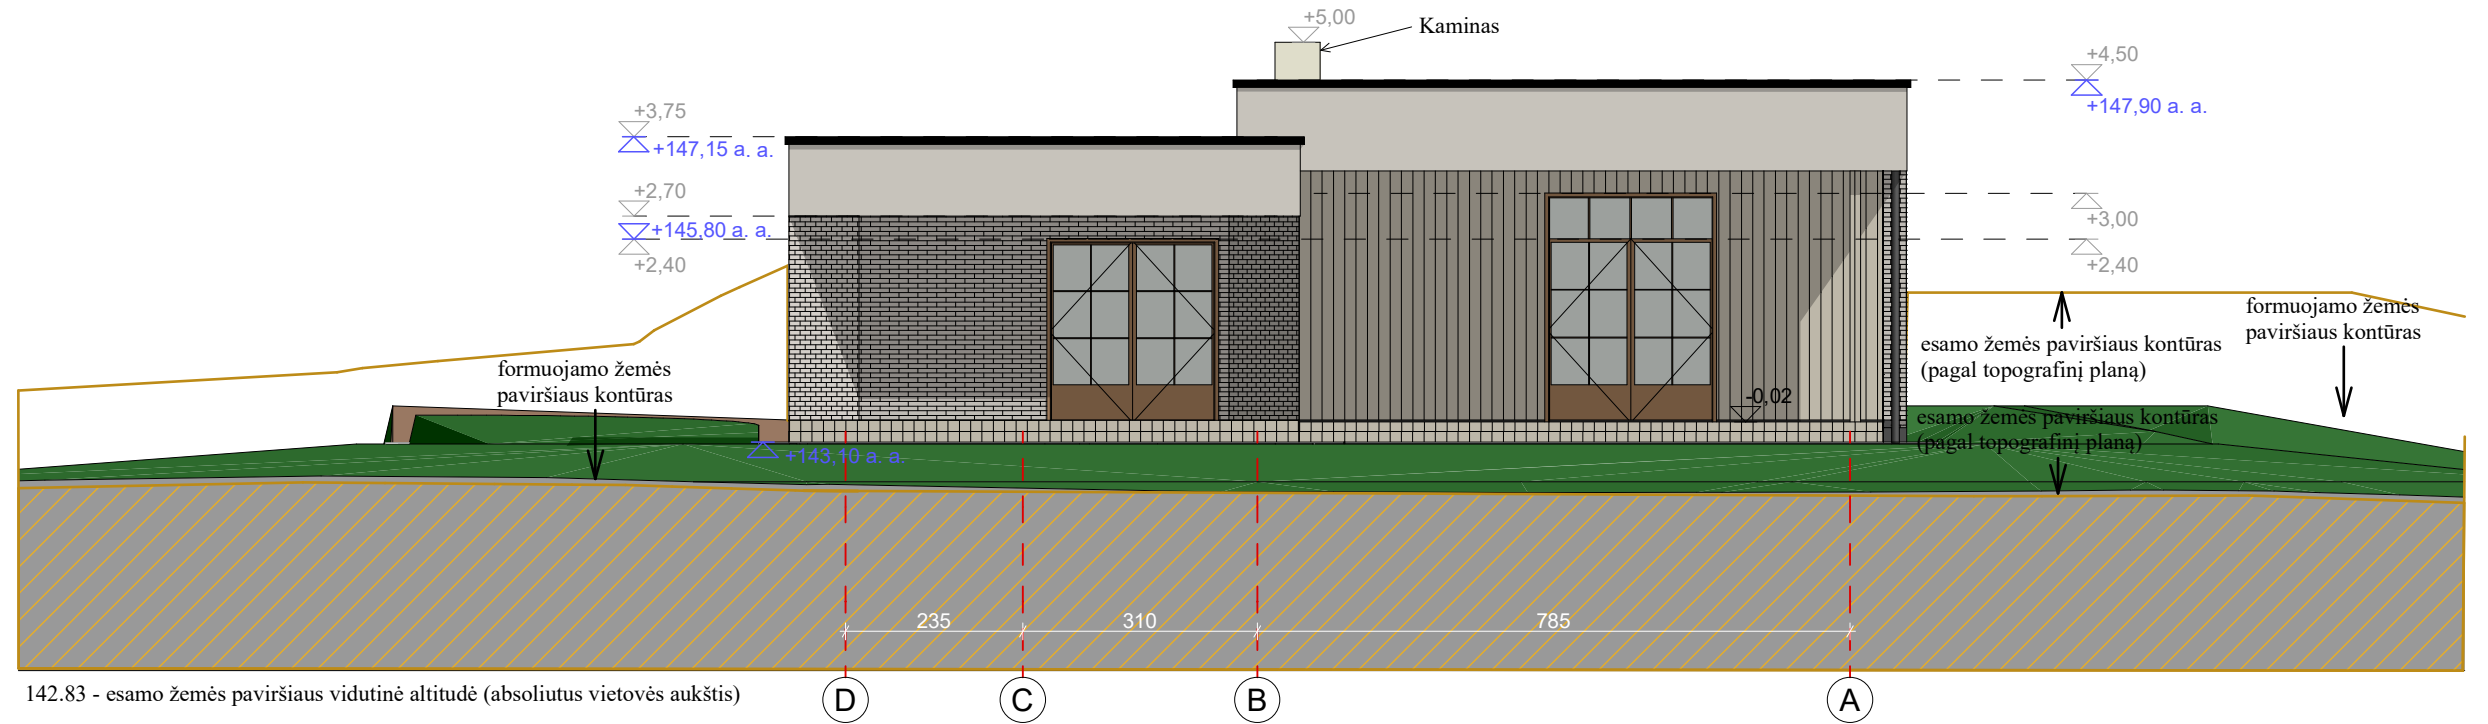 +5,00
Kaminas
+4,50
+147,90 a. a.
+3,75
+147,15 a. a.
+2,70
+145,80 a. a.
+2,40
+3,00
+2,40
formuojamo žemės
paviršiaus kontūras
esamo žemės paviršiaus kontūras
(pagal topografinį planą)
formuojamo žemės
paviršiaus kontūras
-0,02
esamo žemės paviršiaus kontūras
(pagal topografinį planą)
+143,10 a. a.
235
310
785
142.83 - esamo žemės paviršiaus vidutinė altitudė (absoliutus vietovės aukštis)
D
C
B
A